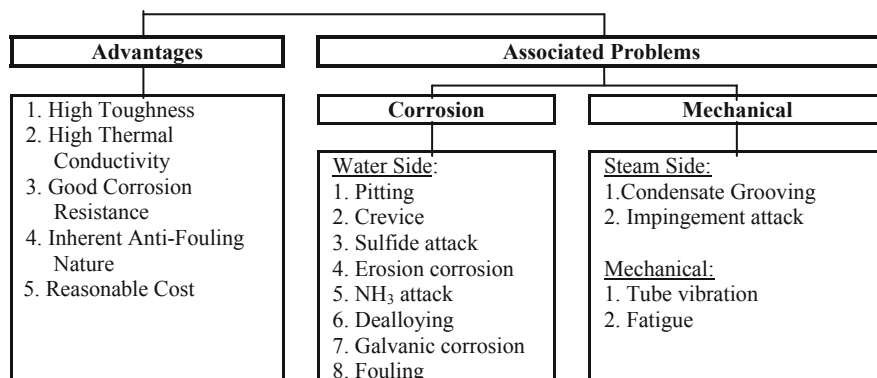 Advantages
Associated Problems
1. High Toughness
2. High Thermal
Conductivity
3. Good Corrosion
Resistance
4. Inherent Anti-Fouling
Nature
5. Reasonable Cost
Corrosion
Water Side:
1. Pitting
2. Crevice
3. Sulfide attack
4. Erosion corrosion
5. NH₃ attack
6. Dealloying
7. Galvanic corrosion
8. Fouling
Mechanical
Steam Side:
1.Condensate Grooving
2. Impingement attack
Mechanical:
1. Tube vibration
2. Fatigue